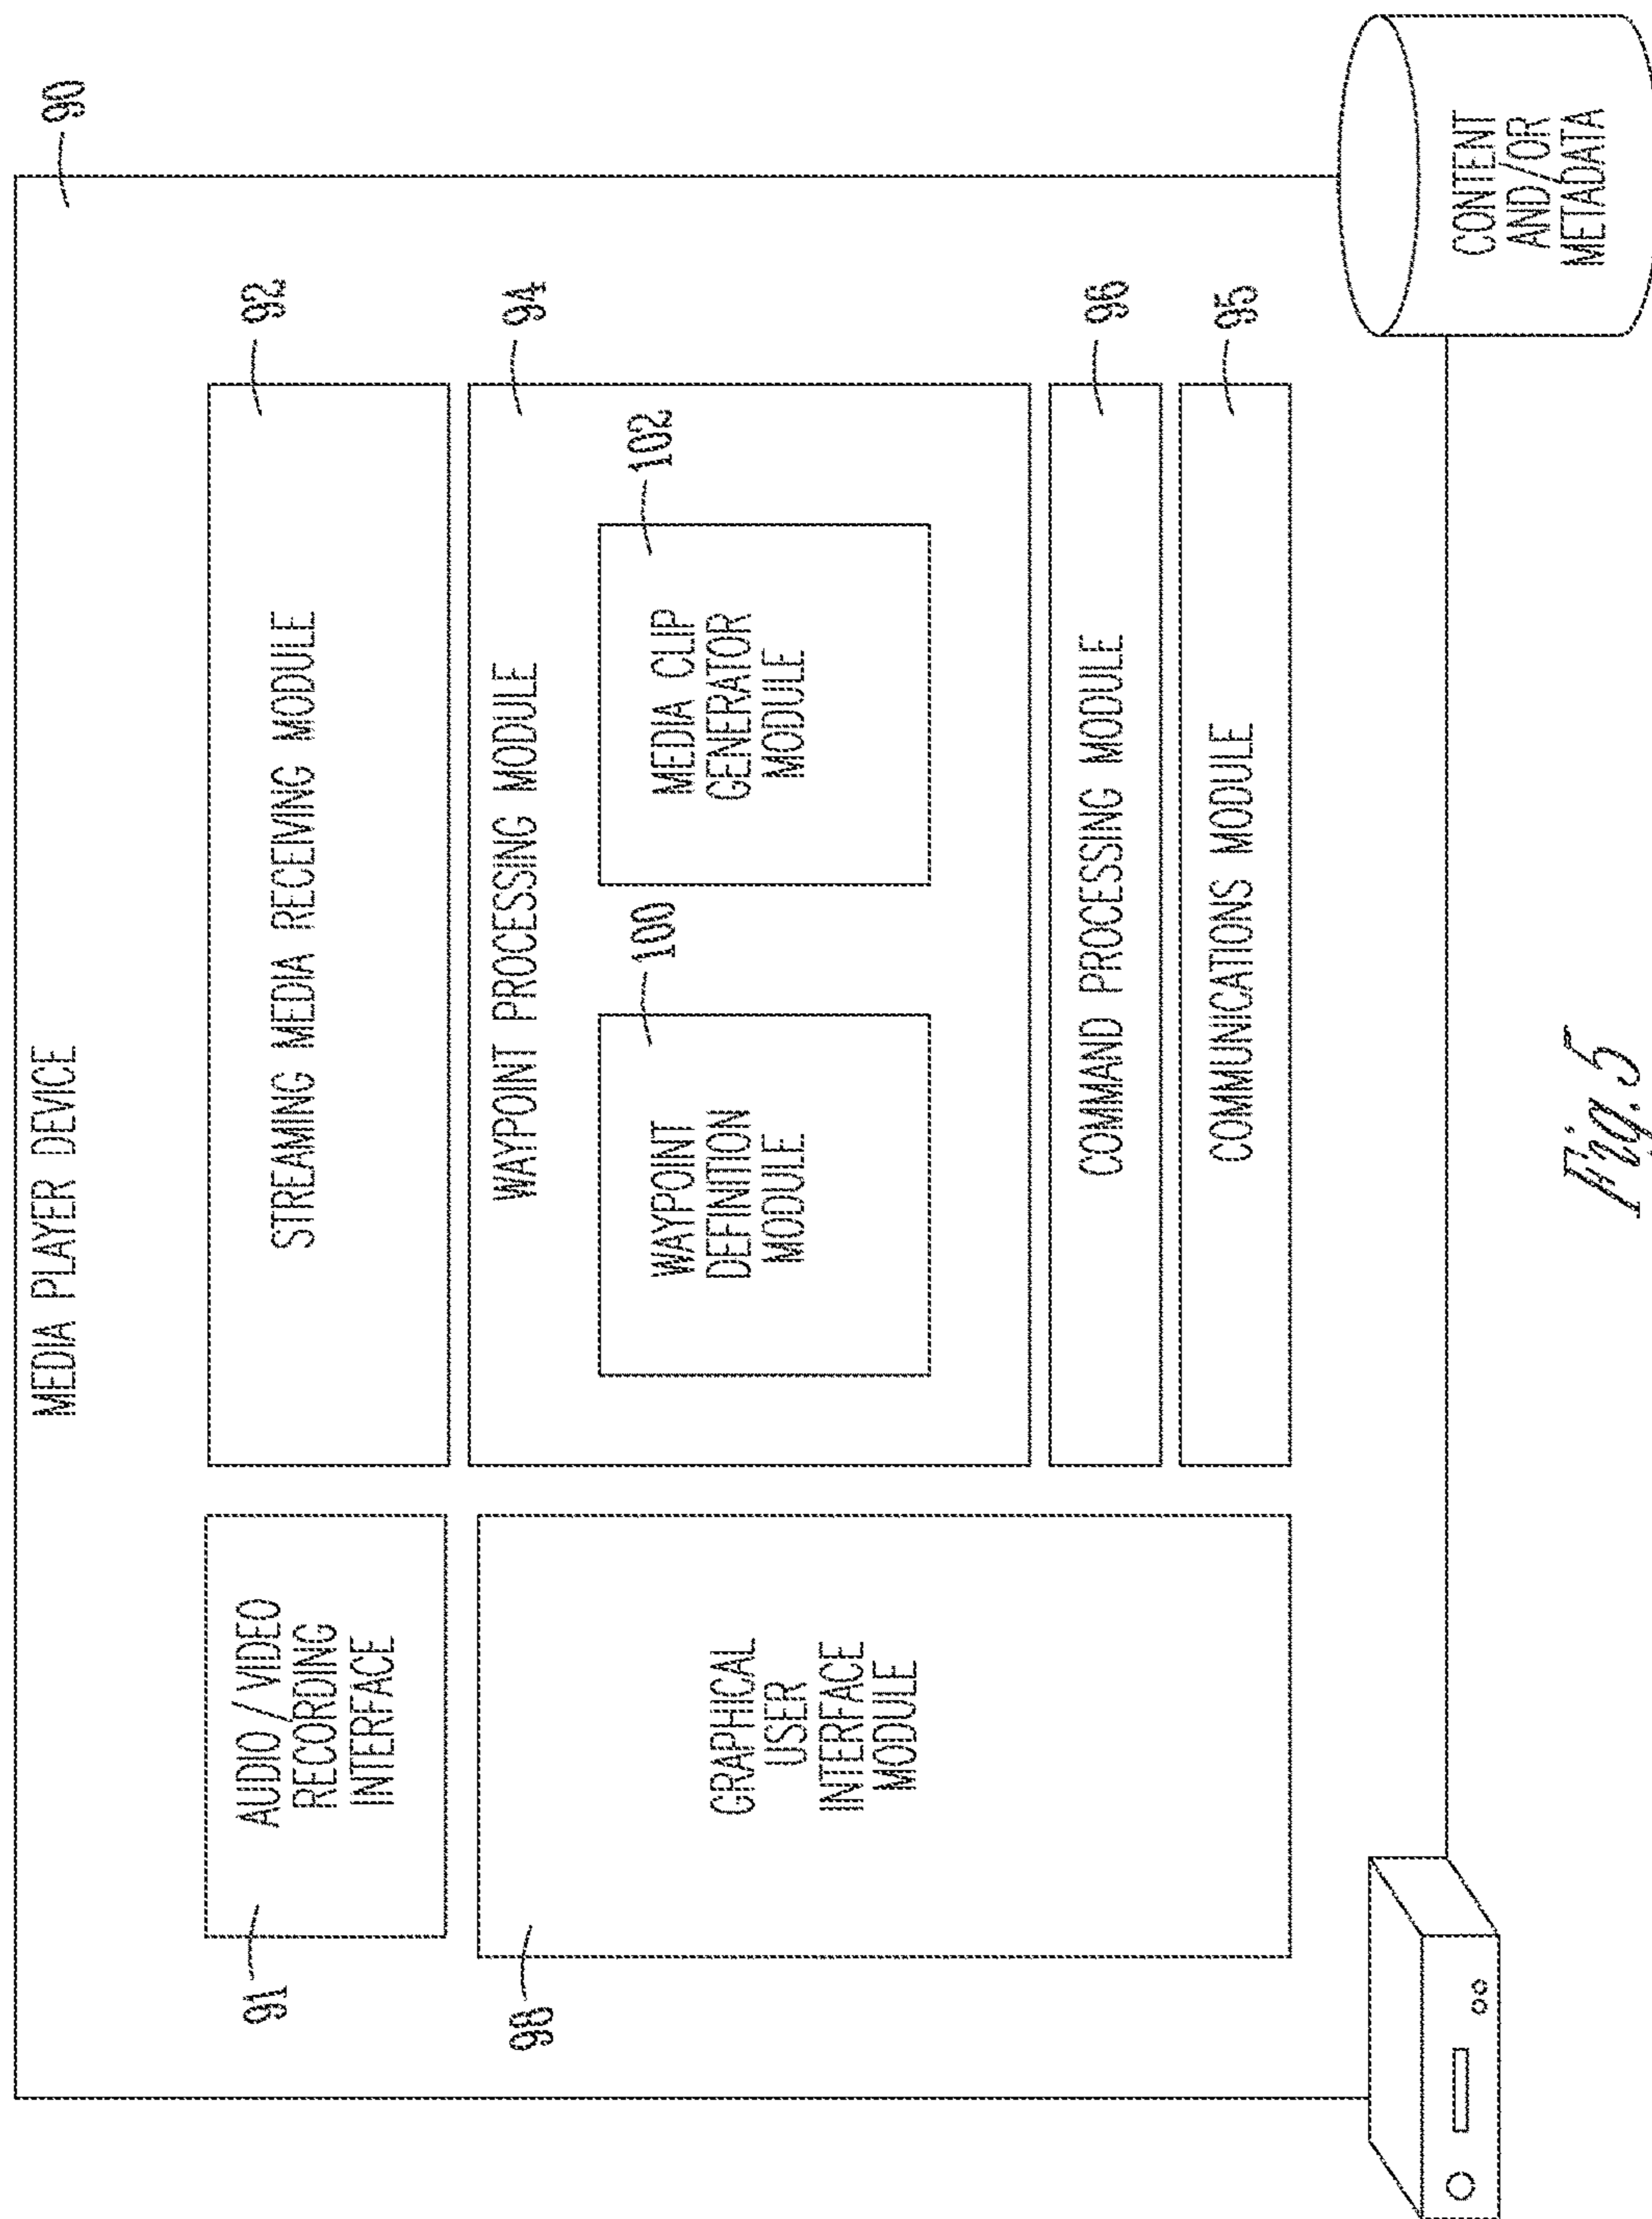 MEDIA PLAYER DEVICE
90
91
AUDIO/VIDEO
RECORDING
INTERFACE
STREAMING MEDIA RECEIVING MODULE
92
98
GRAPHICAL
USER
INTERFACE
MODULE
WAYPOINT PROCESSING MODULE
94
WAYPOINT
DEFINITION
MODULE
100
MEDIA CLIP
GENERATOR
MODULE
102
COMMAND PROCESSING MODULE
96
COMMUNICATIONS MODULE
95
CONTENT
AND/OR
METADATA
Fig. 5